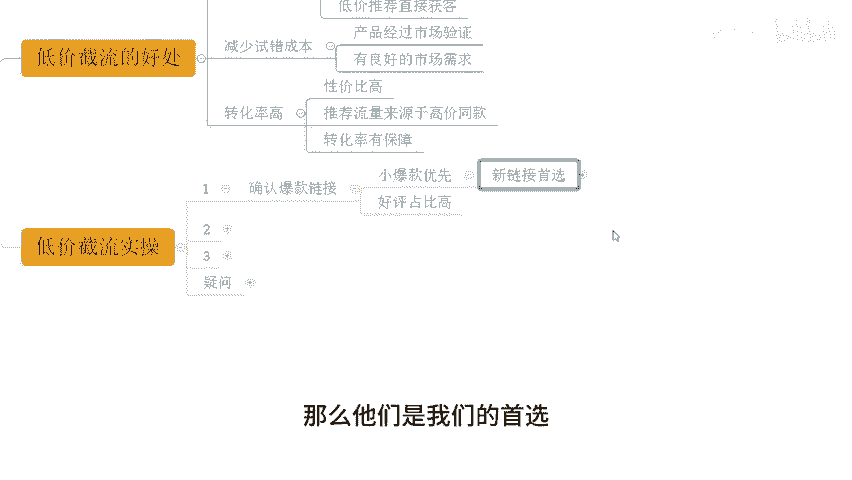 低价推荐直接获客
产品经过市场验证
减少试错成本
低价截流的好处
有良好的市场需求
性价比高
转化率高
推荐流量来源于高价同款
转化率有保障
小爆款优先
新链接首选
1
确认爆款链接
好评占比高
2
低价截流实操
3
疑问
那么他们是我们的首选